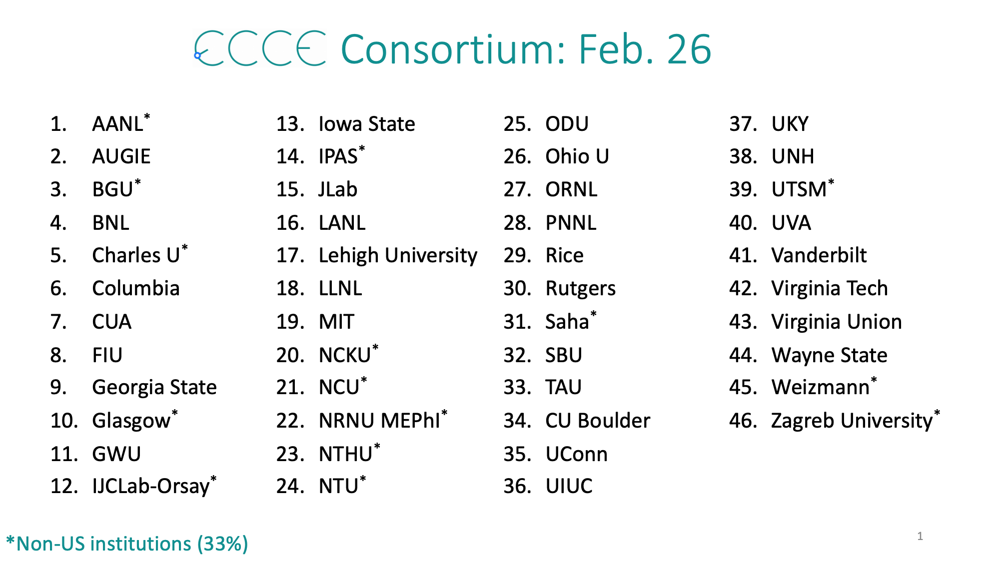 ECCE Consortium: Feb. 26
1. AANL*
2. AUGIE
3. BGU*
4. BNL
5. Charles U*
6. Columbia
7. CUA
8. FIU
9. Georgia State
10. Glasgow*
11. GWU
12. IJCLab-Orsay*
13. Iowa State
14. IPAS*
15. JLab
16. LANL
17. Lehigh University
18. LLNL
19. MIT
20. NCKU*
21. NCU*
22. NRNU MEPhI*
23. NTHU*
24. NTU*
25. ODU
26. Ohio U
27. ORNL
28. PNNL
29. Rice
30. Rutgers
31. Saha*
32. SBU
33. TAU
34. CU Boulder
35. UConn
36. UIUC
37. UKY
38. UNH
39. UTSM*
40. UVA
41. Vanderbilt
42. Virginia Tech
43. Virginia Union
44. Wayne State
45. Weizmann*
46. Zagreb University*
*Non-US institutions (33%)
1